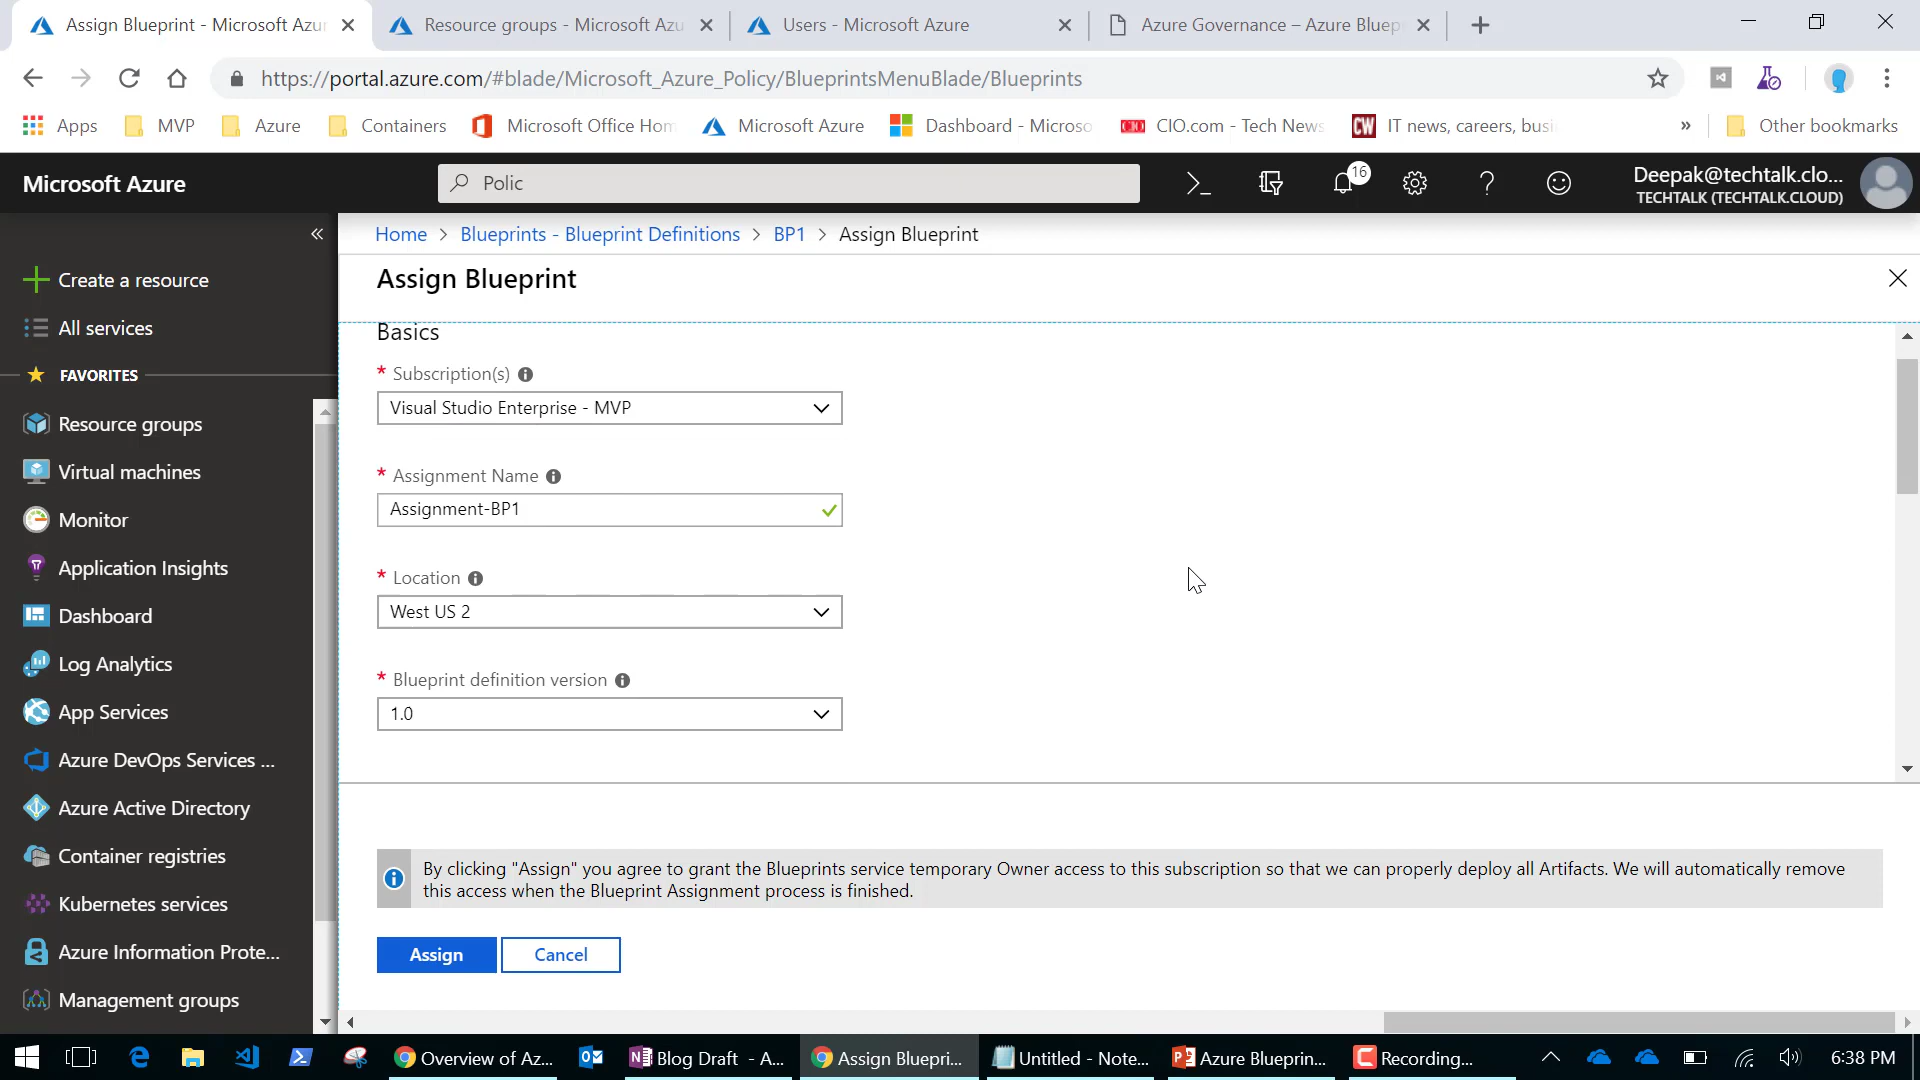 Assign Blueprint - Microsoft Azur
Resource groups - Microsoft Azu
Users - Microsoft Azure
Azure Governance – Azure Bluep
https://portal.azure.com/#blade/Microsoft_Azure_Policy/BlueprintsMenuBlade/Blueprints
Apps
MVP
Azure
Containers
Microsoft Office Hom
Microsoft Azure
Dashboard - Microso
CIO.com - Tech News
CW
IT news, careers, busi
»
Other bookmarks
Microsoft Azure
Polic
16
Deepak@techtalk.clo...
TECHTALK (TECHTALK.CLOUD)
«
Create a resource
All services
FAVORITES
Resource groups
Virtual machines
Monitor
Application Insights
Dashboard
Log Analytics
App Services
Azure DevOps Services ...
Azure Active Directory
Container registries
Kubernetes services
Azure Information Prote...
Management groups
Home > Blueprints - Blueprint Definitions > BP1 > Assign Blueprint
Assign Blueprint
Basics
* Subscription(s)
Visual Studio Enterprise - MVP
* Assignment Name
Assignment-BP1
* Location
West US 2
* Blueprint definition version
1.0
By clicking "Assign" you agree to grant the Blueprints service temporary Owner access to this subscription so that we can properly deploy all Artifacts. We will automatically remove
this access when the Blueprint Assignment process is finished.
Assign
Cancel
Overview of Az...
Blog Draft - A...
Assign Bluepri...
Untitled - Note...
Azure Blueprin...
Recording...
6:38 PM